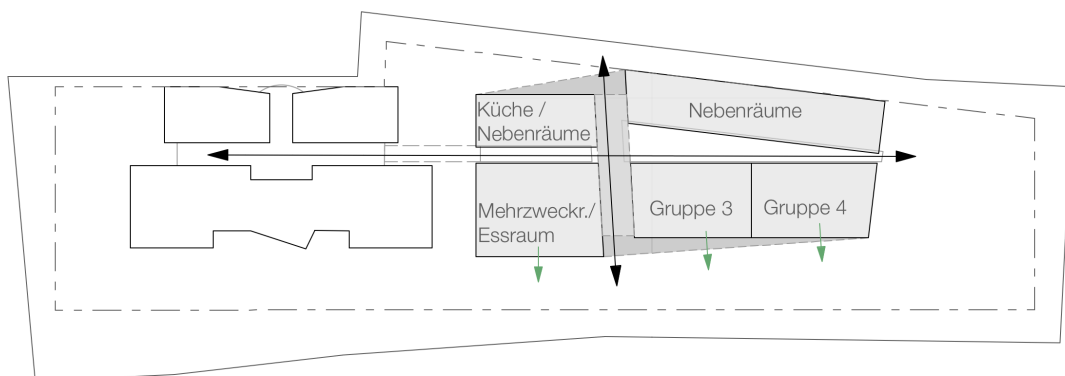 Küche /
Nebenräume
Nebenräume
Mehrzweckr./
Essraum
Gruppe 3
Gruppe 4